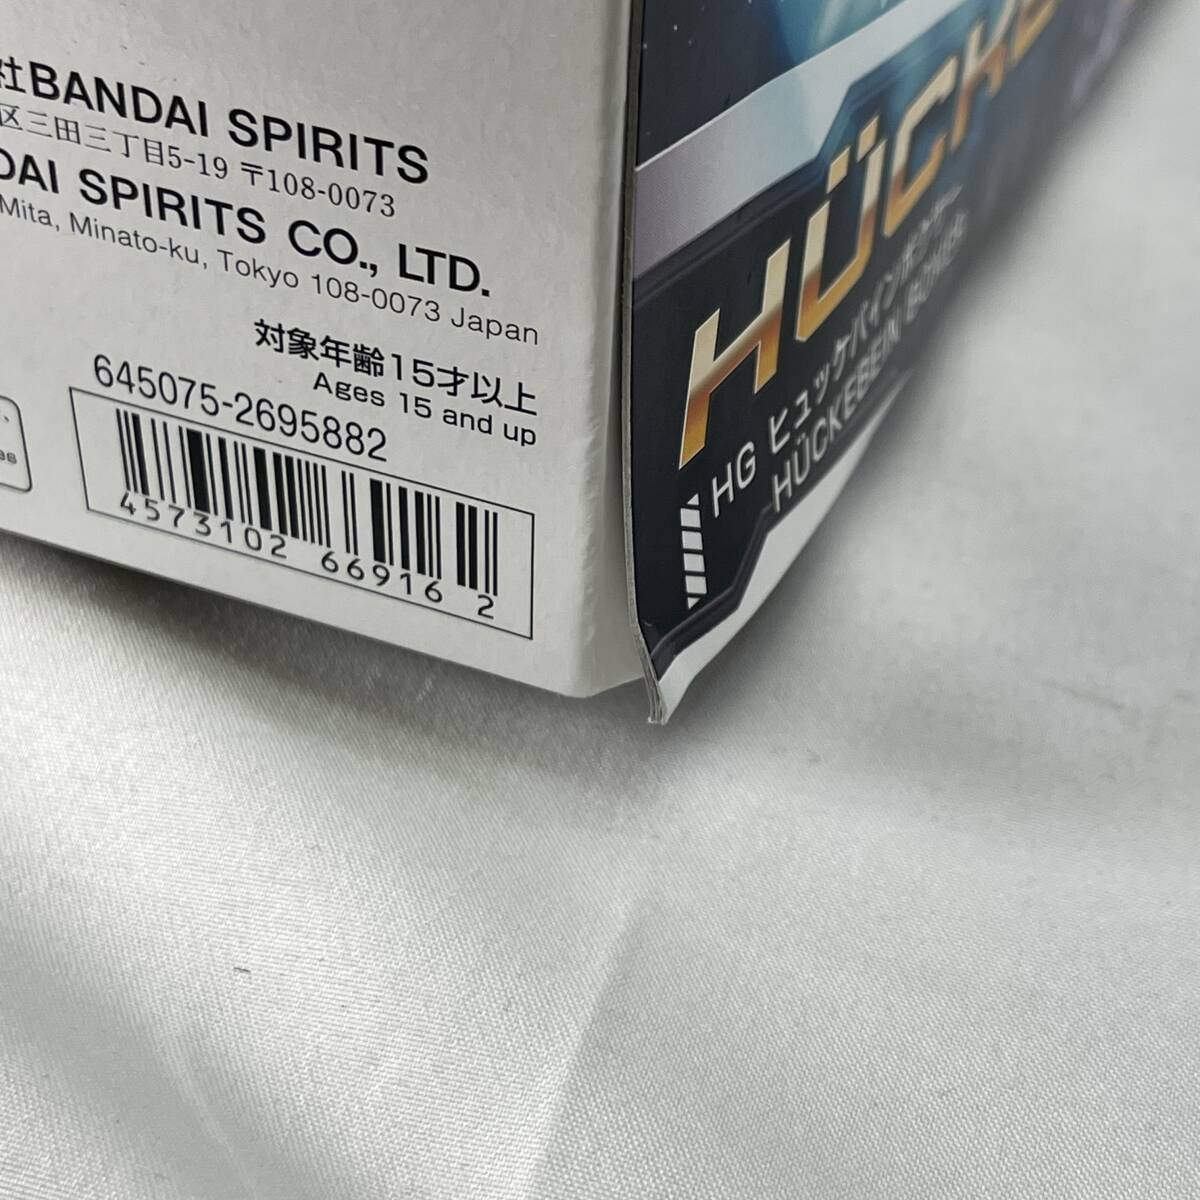 社BANDAI SPIRITS
区三田三丁目5-19 〒108-0073
DAI SPIRITS CO., LTD.
Mita, Minato-ku, Tokyo 108-0073 Japan
対象年齢15才以上
Ages 15 and up
645075-2695882
4573102 66916 2
HÜCKE
HG ヒュッケバインボクサー
HÜCKEBEIN BOXER